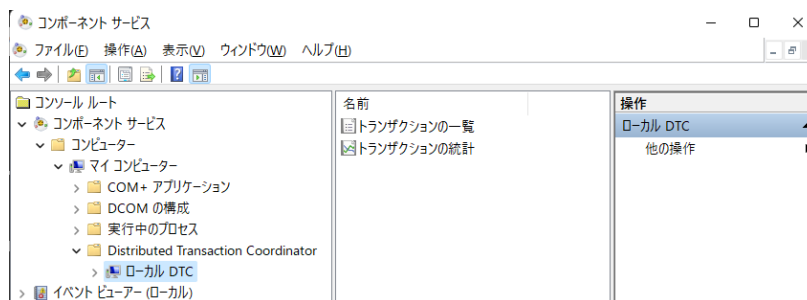 コンポーネント サービス
ファイル(F) 操作(A) 表示(V) ウィンドウ(W) ヘルプ(H)
コンソール ルート
コンポーネント サービス
コンピューター
マイ コンピューター
COM+ アプリケーション
DCOM の構成
実行中のプロセス
Distributed Transaction Coordinator
ローカル DTC
イベント ビューアー (ローカル)
名前
トランザクションの一覧
トランザクションの統計
操作
ローカル DTC
他の操作